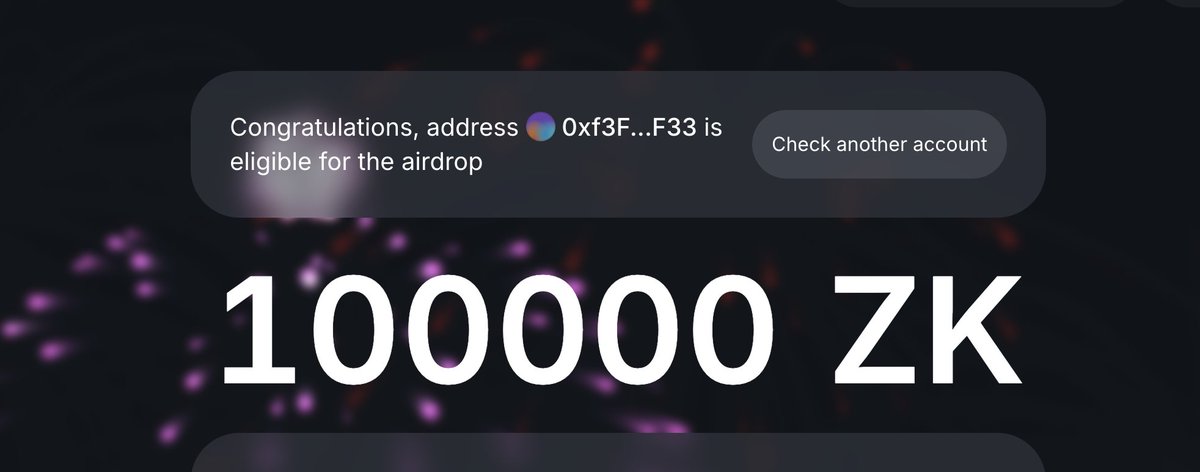 Congratulations, address 0xf3F...F33 is
eligible for the airdrop
Check another account
100000 ZK